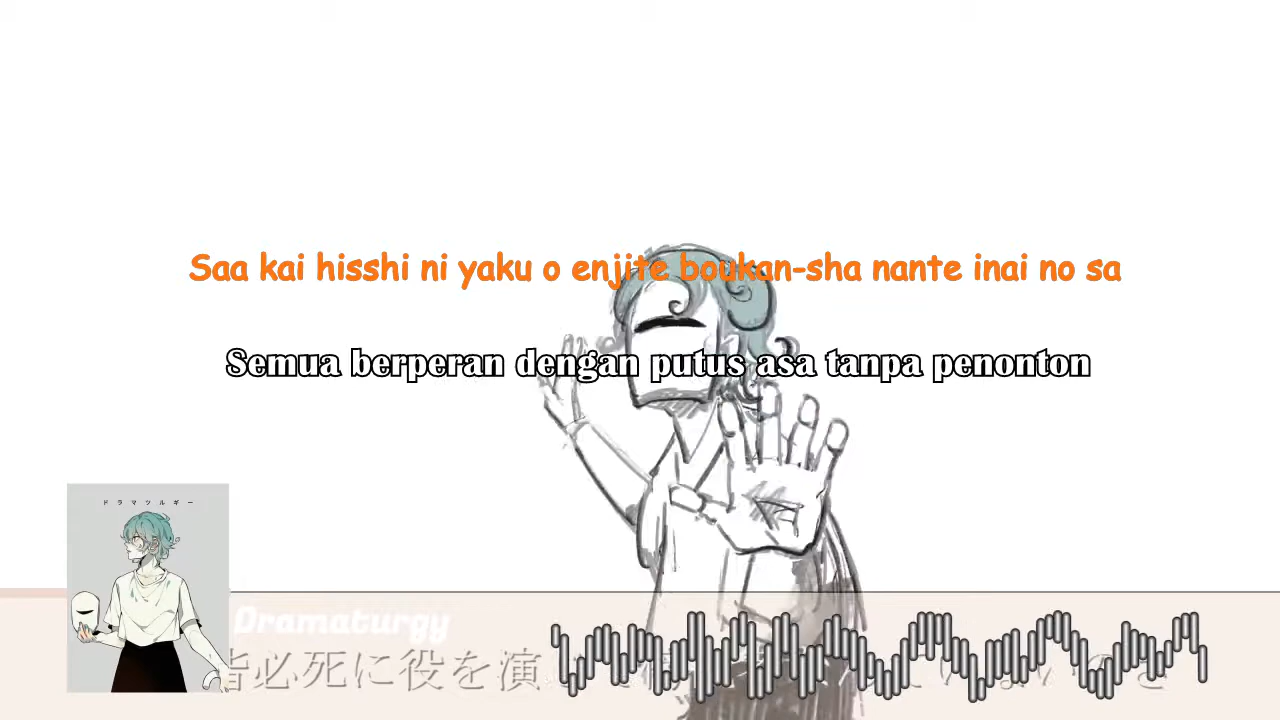 Saa kai hisshi ni yaku o enjite boukan-sha nante inai no sa
Semua berperan dengan putus asa tanpa penonton
ドラマツルギー
Dramaturgy
皆必死に役を演